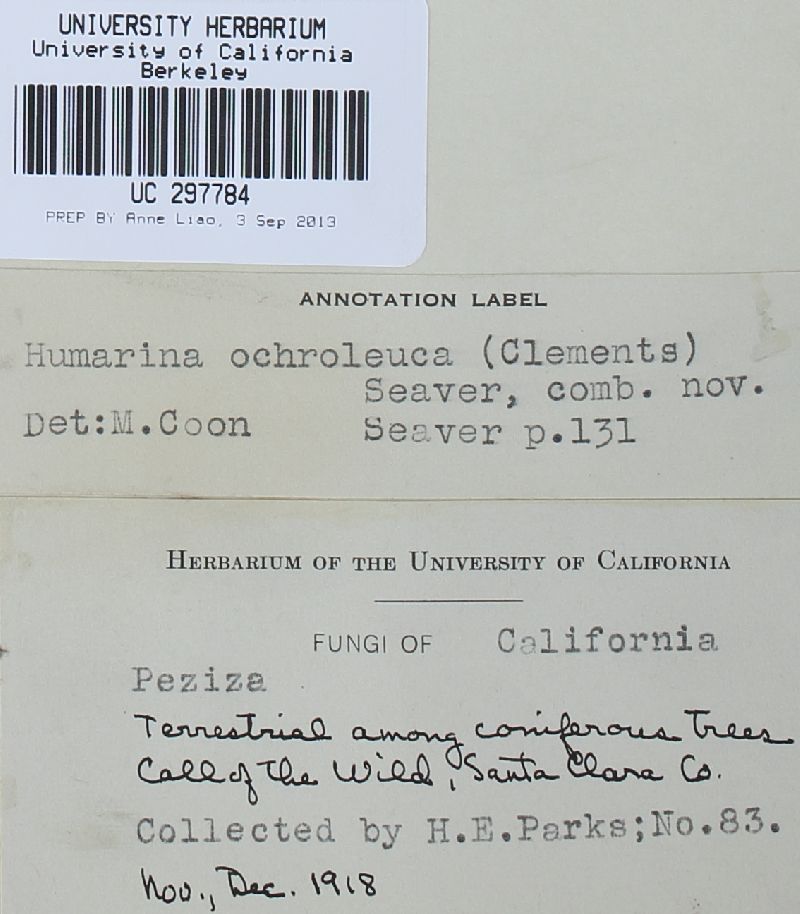 UNIVERSITY HERBARIUM
University of California
Berkeley
UC 297784
PREP BY Anne Liao, 3 Sep 2013
ANNOTATION LABEL
Humarina ochroleuca (Clements)
Seaver, comb. nov.
Det:M.Coon Seaver p.131
HERBARIUM OF THE UNIVERSITY OF CALIFORNIA
FUNGI OF California
Peziza
Terrestrial among coniferous trees
Call of the Wild, Santa Clara Co.
Collected by H.E.Parks;No.83.
Nov., Dec. 1918